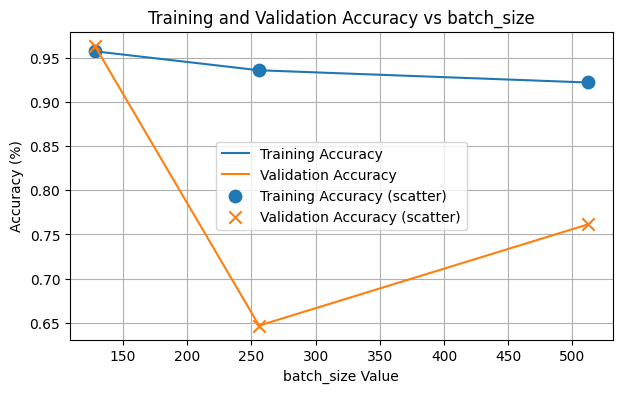 Training and Validation Accuracy vs batch_size
Accuracy (%)
0.95
0.90
0.85
0.80
0.75
0.70
0.65
Training Accuracy
Validation Accuracy
Training Accuracy (scatter)
Validation Accuracy (scatter)
150 200 250 300 350 400 450 500
batch_size Value